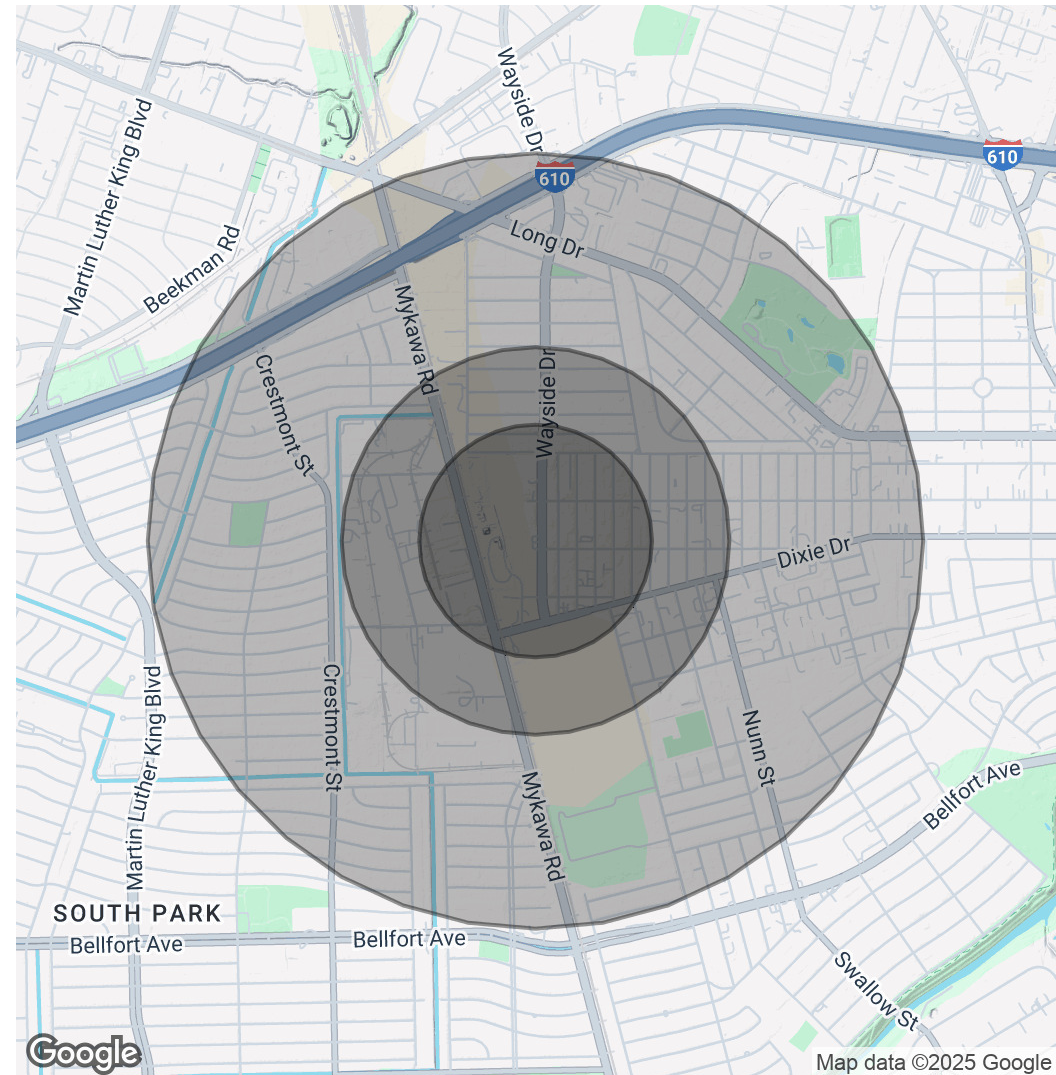 Wayside Dr
610
610
Martin Luther King Blvd
Beekman Rd
Long Dr
Mykawa Rd
Crestmont St
Wayside Dr
Dixie Dr
Crestmont St
Martin Luther King Blvd
Nunn St
Mykawa Rd
Bellfort Ave
SOUTH PARK
Bellfort Ave
Bellfort Ave
Swallow St
Google
Map data ©2025 Google